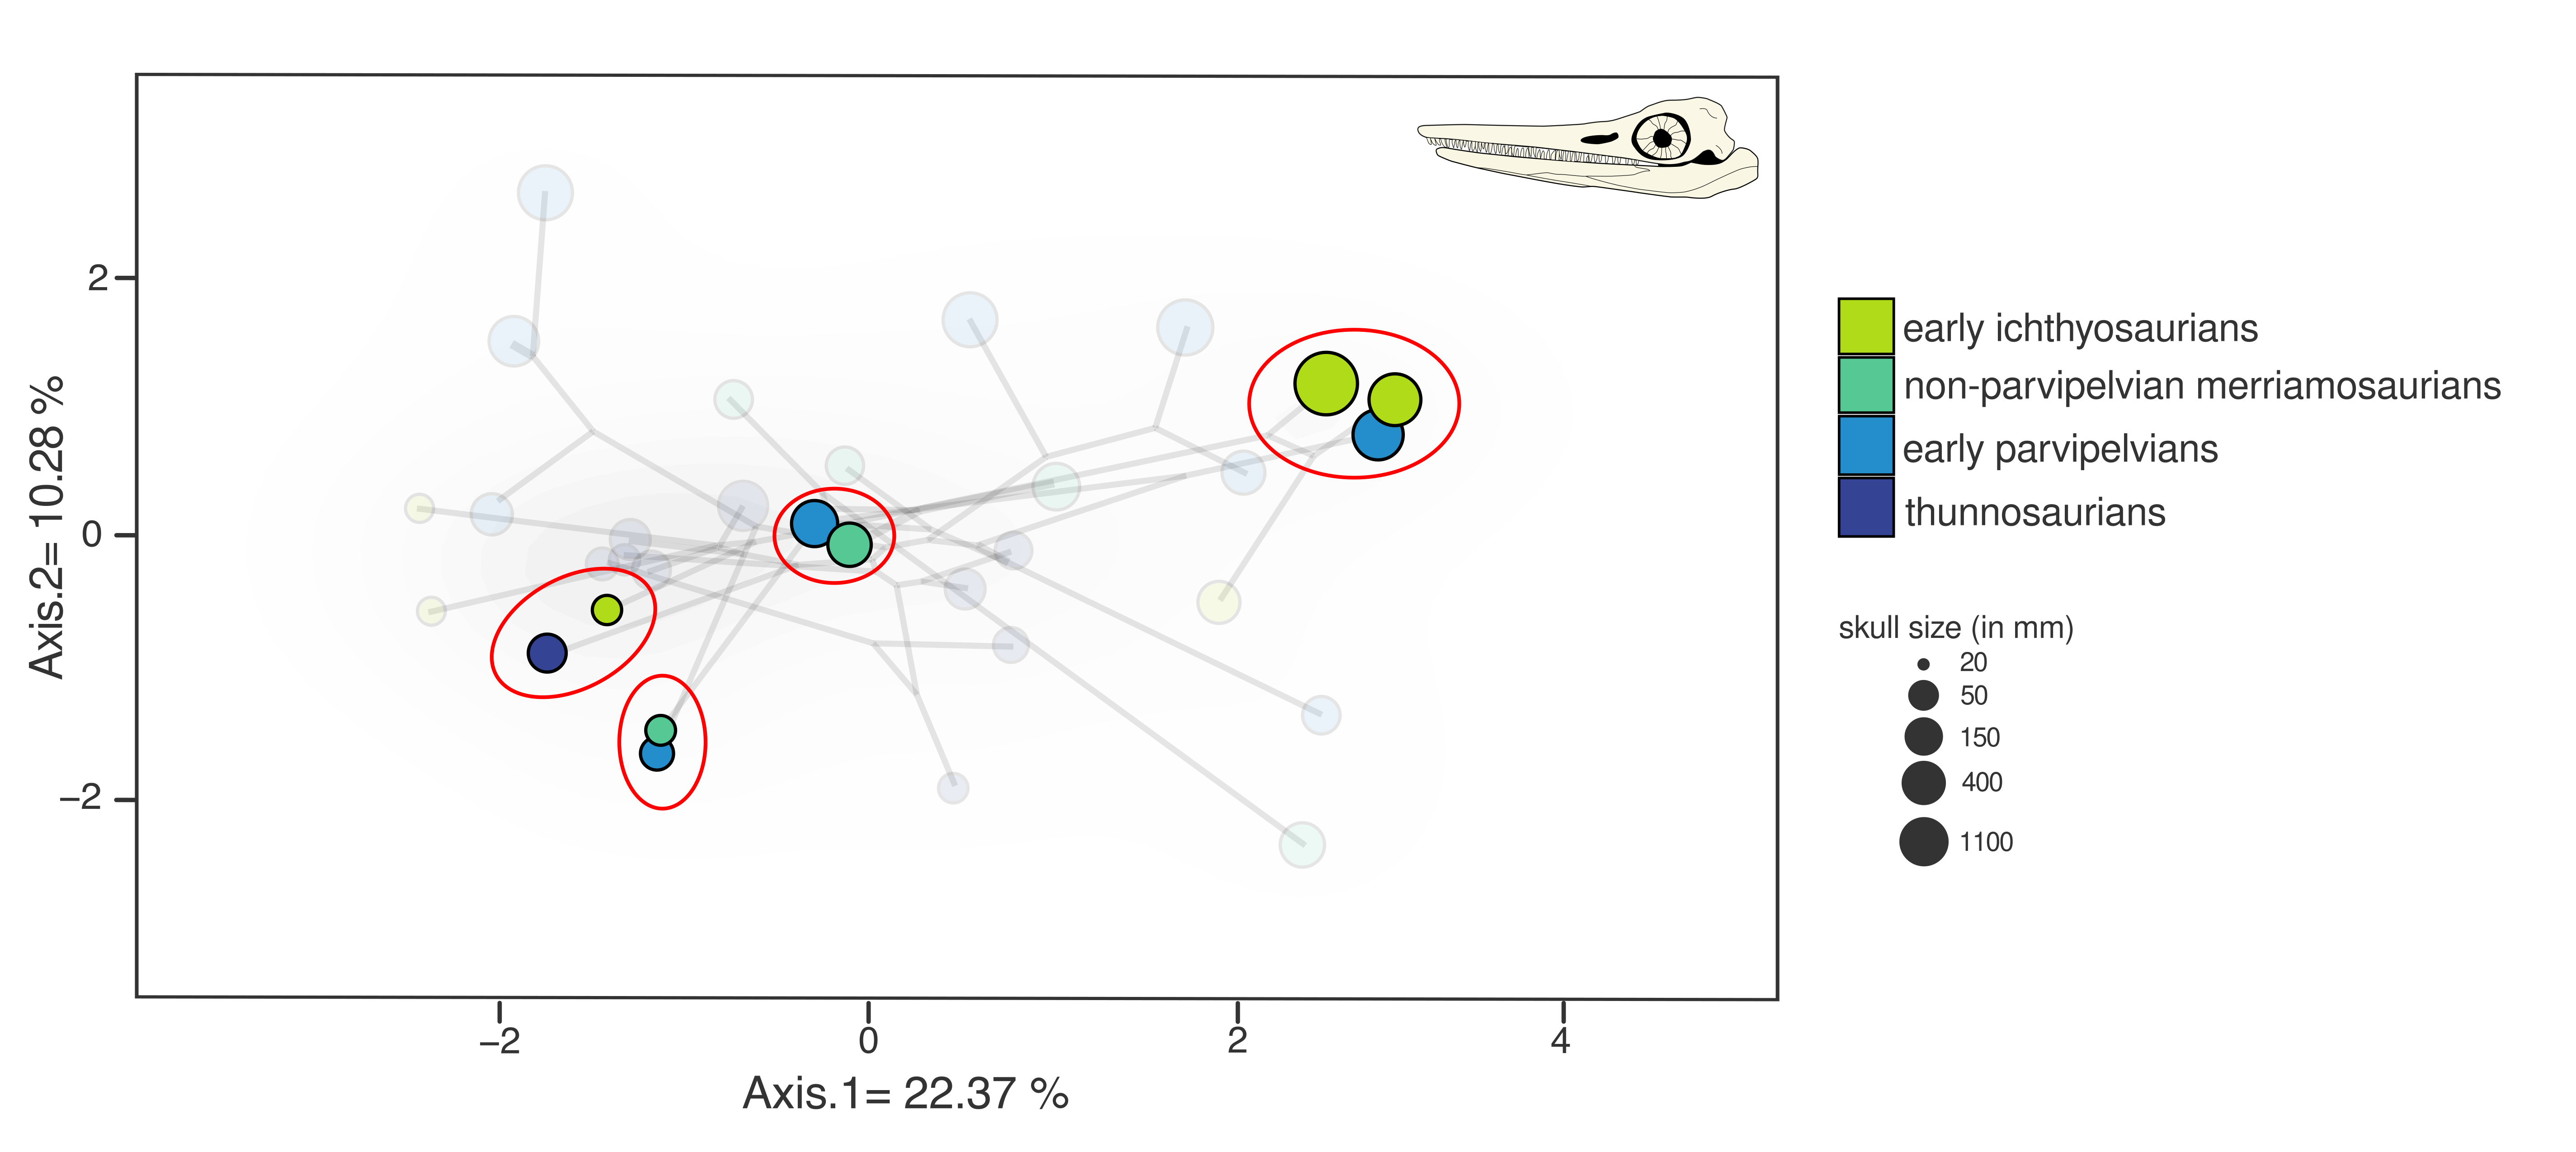 2
0
−2
Axis.2= 10.28 %
−2
0
2
4
Axis.1= 22.37 %
early ichthyosaurians
non-parvipelvian merriamosaurians
early parvipelvians
thunnosaurians
skull size (in mm)
20
50
150
400
1100